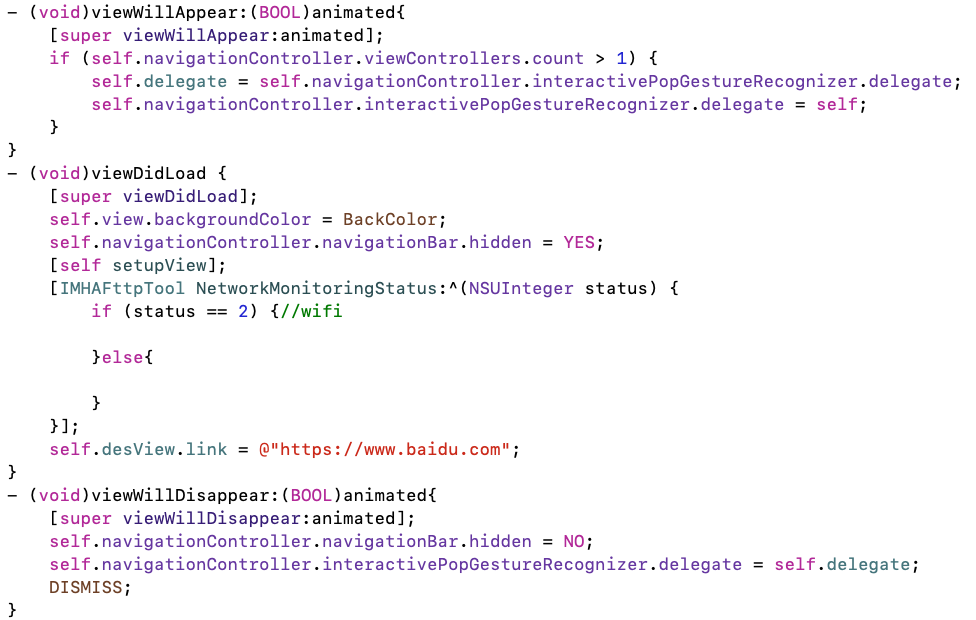 - (void)viewWillAppear:(BOOL)animated{
    [super viewWillAppear:animated];
    if (self.navigationController.viewControllers.count > 1) {
        self.delegate = self.navigationController.interactivePopGestureRecognizer.delegate;
        self.navigationController.interactivePopGestureRecognizer.delegate = self;
    }
}
- (void)viewDidLoad {
    [super viewDidLoad];
    self.view.backgroundColor = BackColor;
    self.navigationController.navigationBar.hidden = YES;
    [self setupView];
    [IMHAFttpTool NetworkMonitoringStatus:^(NSUInteger status) {
        if (status == 2) {//wifi
        }else{
        }
    }];
    self.desView.link = @"https://www.baidu.com";
}
- (void)viewWillDisappear:(BOOL)animated{
    [super viewWillDisappear:animated];
    self.navigationController.navigationBar.hidden = NO;
    self.navigationController.interactivePopGestureRecognizer.delegate = self.delegate;
    DISMISS;
}